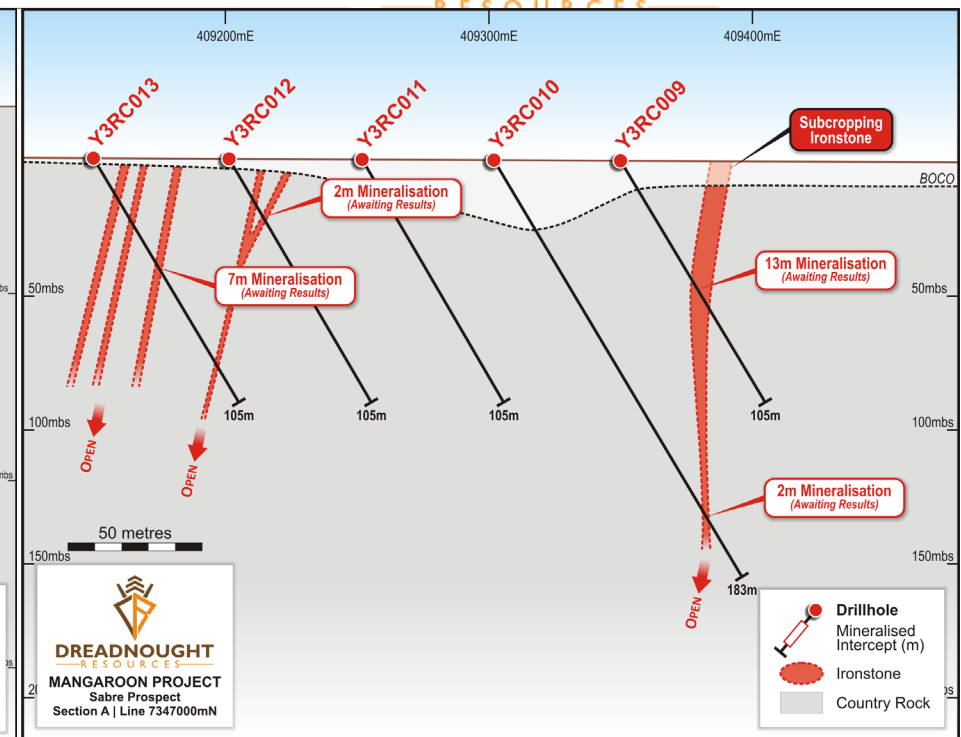 RESOURCES
409200mE
409300mE
409400mE
Y3RC013
Y3RC012
Y3RC011
Y3RC010
Y3RC009
Subcropping
Ironstone
BOCO
2m Mineralisation
(Awaiting Results)
13m Mineralisation
(Awaiting Results)
7m Mineralisation
(Awaiting Results)
50mbs
50mbs
105m
105m
105m
105m
100mbs
100mbs
OPEN
OPEN
2m Mineralisation
(Awaiting Results)
50 metres
150mbs
150mbs
183m
OPEN
DREADNOUGHT
RESOURCES
MANGAROON PROJECT
Sabre Prospect
Section A | Line 7347000mN
Drillhole
Mineralised
Intercept (m)
Ironstone
Country Rock